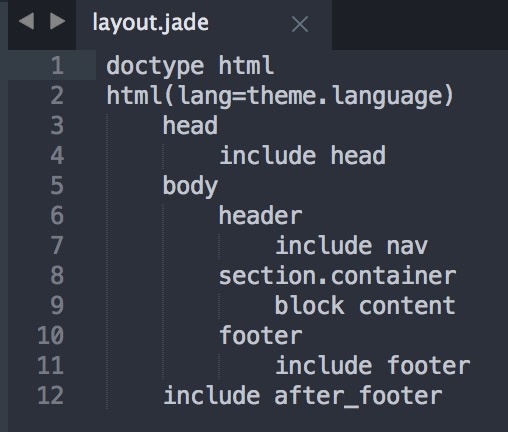 layout.jade
1 doctype html
2 html(lang=theme.language)
3 head
4 include head
5 body
6 header
7 include nav
8 section.container
9 block content
10 footer
11 include footer
12 include after_footer